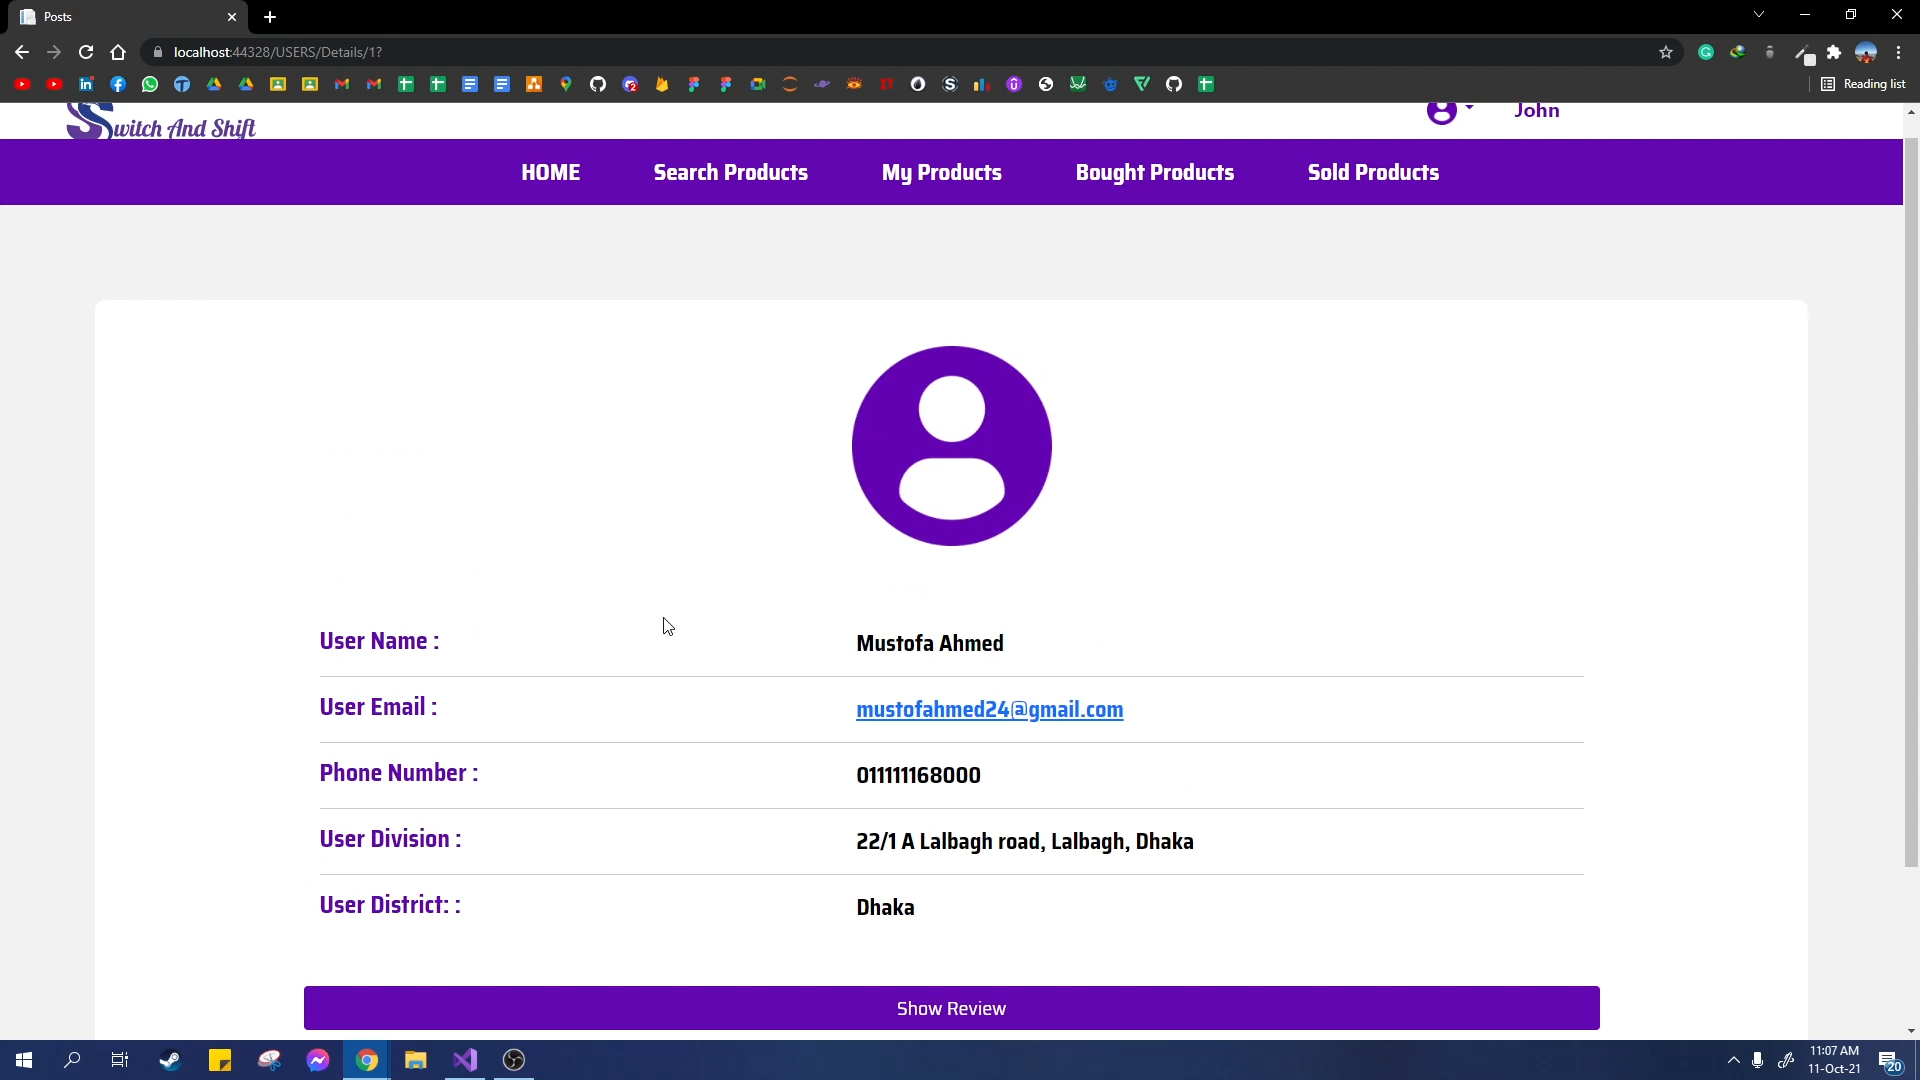 Posts
localhost:44328/USERS/Details/1?
Reading list
Switch And Shift
John
HOME Search Products My Products Bought Products Sold Products
User Name : Mustofa Ahmed
User Email : mustofahmed24@gmail.com
Phone Number : 011111168000
User Division : 22/1 A Lalbagh road, Lalbagh, Dhaka
User District: : Dhaka
Show Review
11:07 AM
11-Oct-21
20